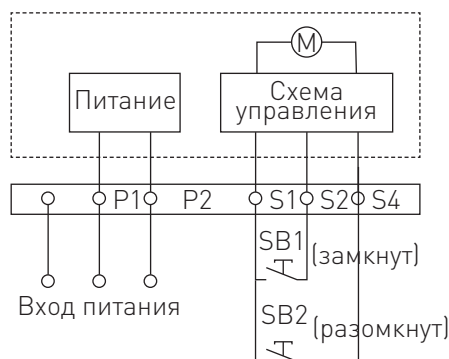 M
Питание
Схема
управления
P1 P2 S1 S2 S4
SB1
(замкнут)
Вход питания
SB2
(разомкнут)